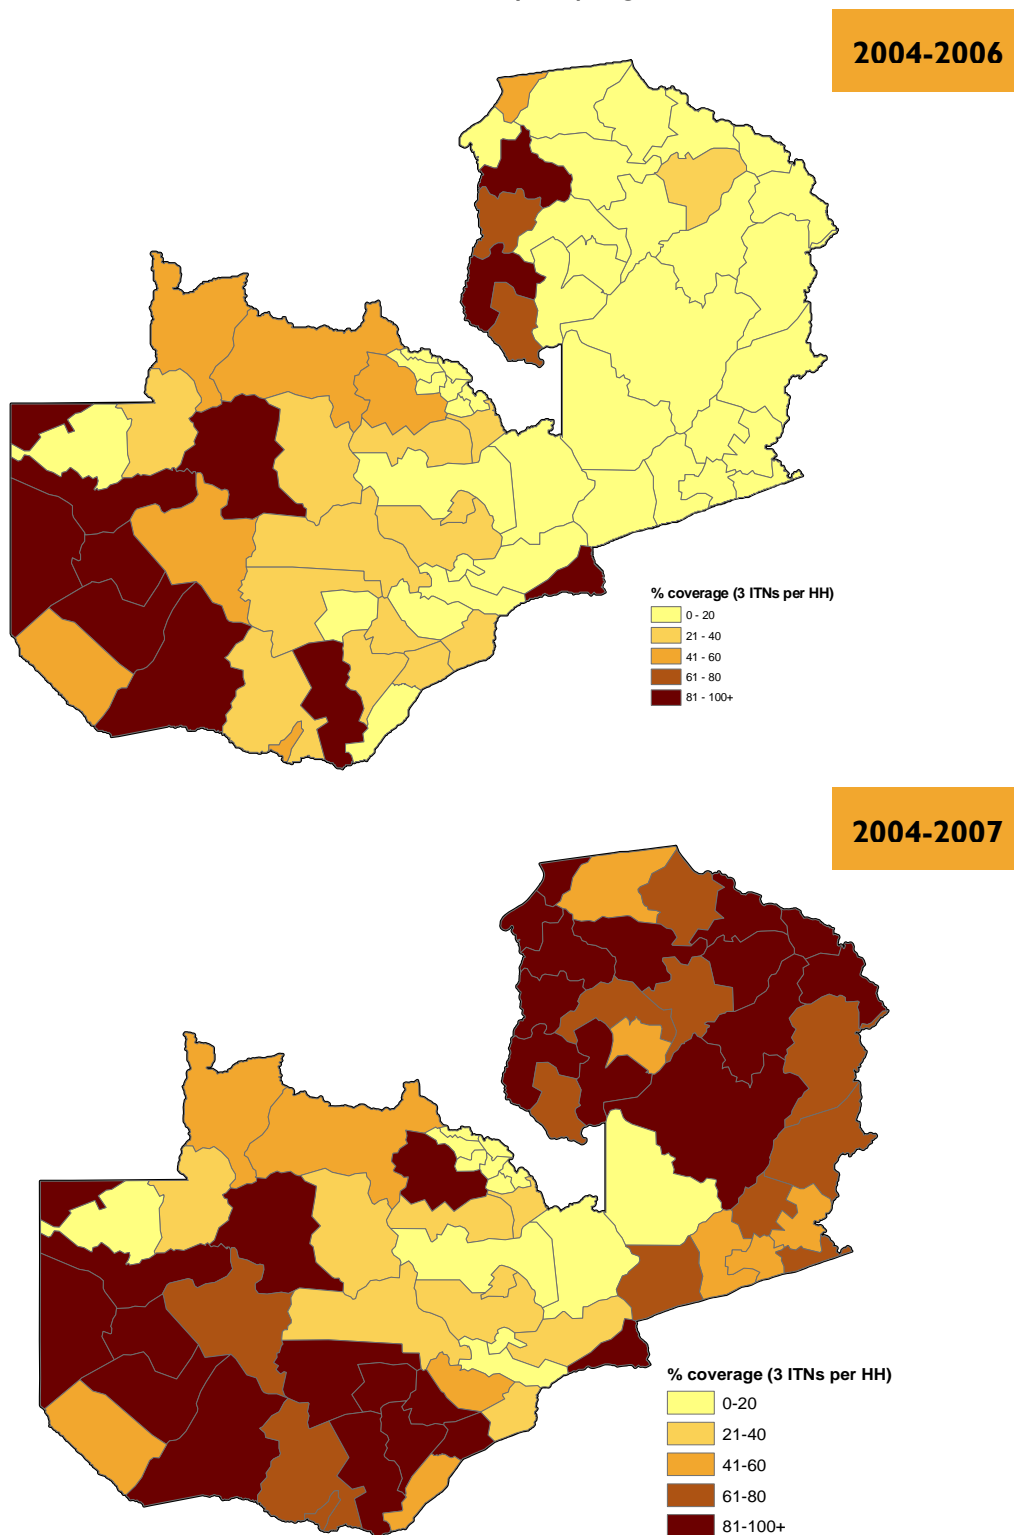 2004-2006
% coverage (3 ITNs per HH)
0 - 20
21 - 40
41 - 60
61 - 80
81 - 100+
2004-2007
% coverage (3 ITNs per HH)
0-20
21-40
41-60
61-80
81-100+